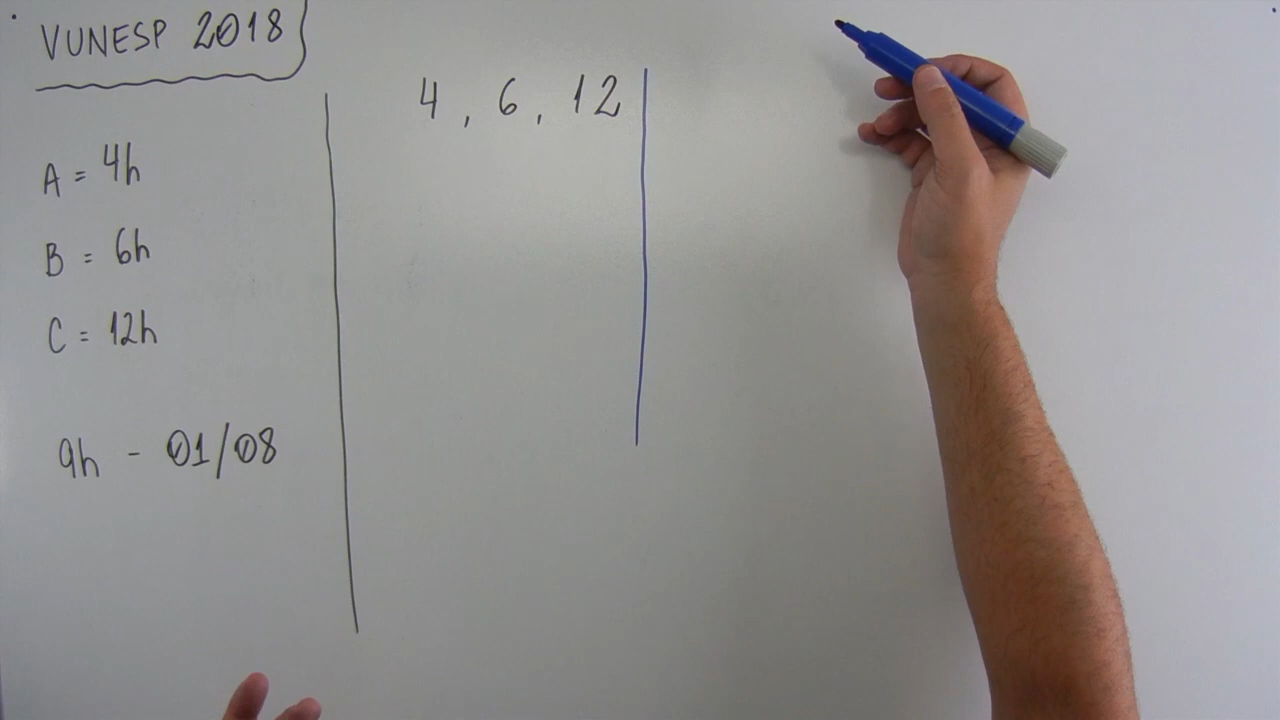 VUNESP 2018
A = 4h
B = 6h
C = 12h
9h - 01/08
4, 6, 12